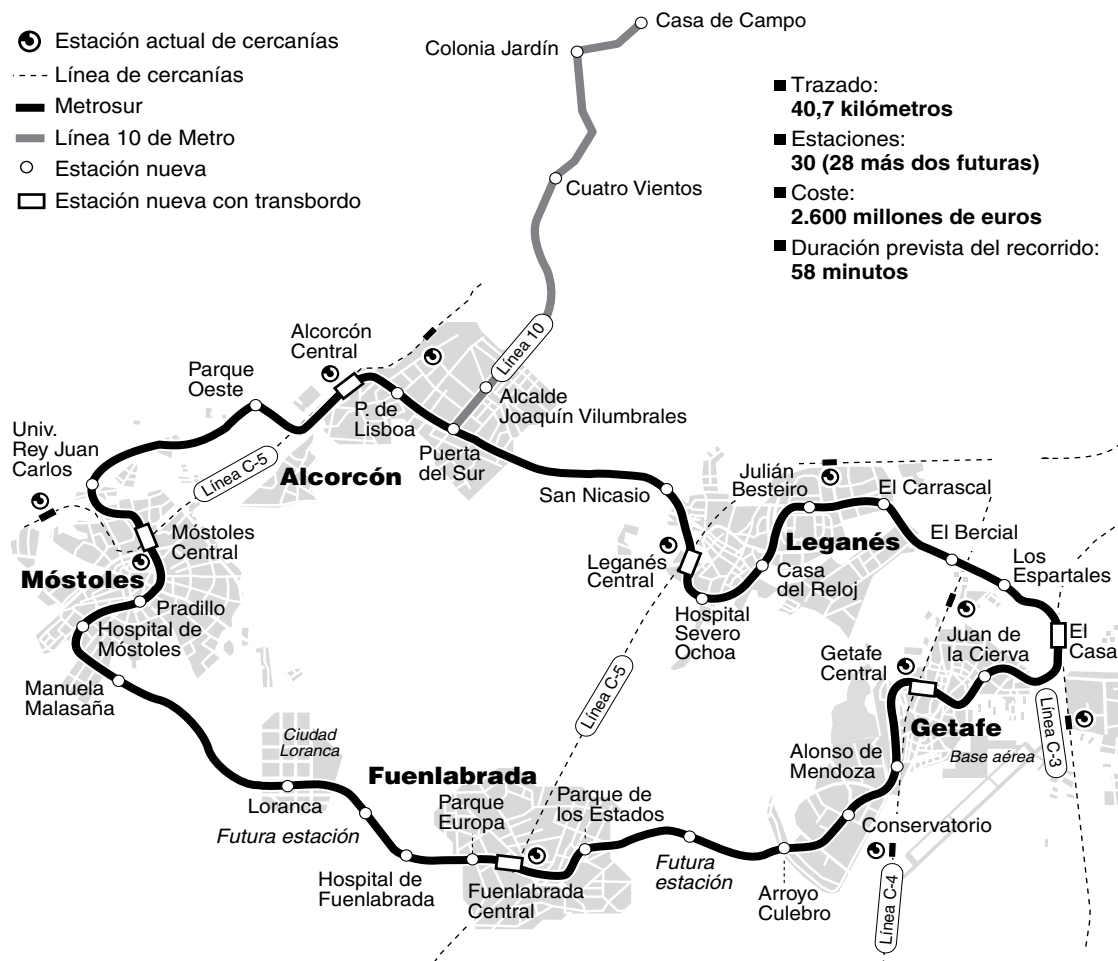 Estación actual de cercanías
Línea de cercanías
Metrosur
Línea 10 de Metro
Estación nueva
Estación nueva con transbordo
Casa de Campo
Colonia Jardín
Cuatro Vientos
Trazado:
40,7 kilómetros
Estaciones:
30 (28 más dos futuras)
Coste:
2.600 millones de euros
Duración prevista del recorrido:
58 minutos
Línea 10
Alcorcón
Central
Parque
Oeste
P. de
Lisboa
Alcalde
Joaquín Vilumbrales
Puerta
del Sur
Univ.
Rey Juan
Carlos
Línea C-5
Alcorcón
San Nicasio
Julián
Besteiro
El Carrascal
Móstoles
Central
Móstoles
Leganés
Central
Leganés
El Bercial
Los
Espartales
Casa
del Reloj
Pradillo
Hospital de
Móstoles
Hospital
Severo
Ochoa
Juan de
la Cierva
El
Casar
Getafe
Central
Manuela
Malasaña
Línea C-5
Línea C-3
Getafe
Base aérea
Ciudad
Loranca
Alonso de
Mendoza
Fuenlabrada
Loranca
Parque
Europa
Parque de
los Estados
Futura estación
Conservatorio
Futura
estación
Hospital de
Fuenlabrada
Fuenlabrada
Central
Arroyo
Culebro
Línea C-4